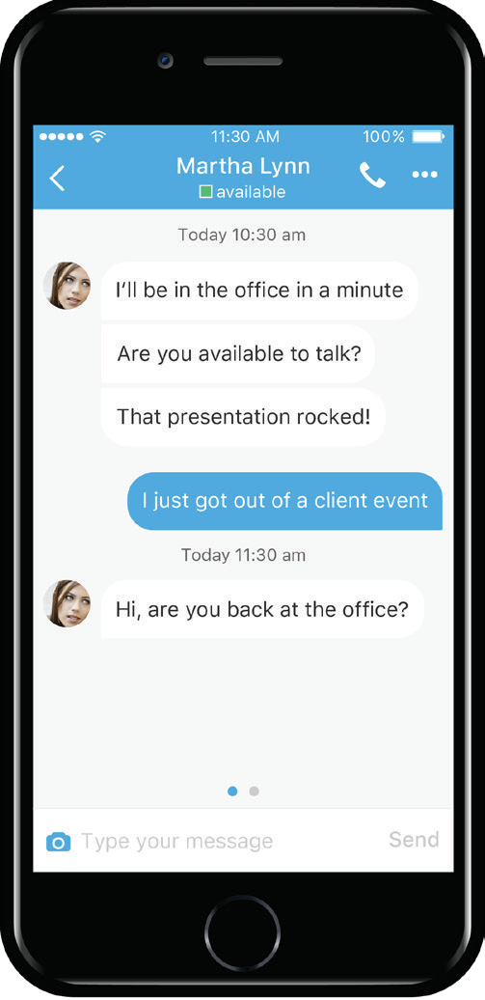 11:30 AM 100%
Martha Lynn
available
Today 10:30 am
I’ll be in the office in a minute
Are you available to talk?
That presentation rocked!
I just got out of a client event
Today 11:30 am
Hi, are you back at the office?
Type your message Send